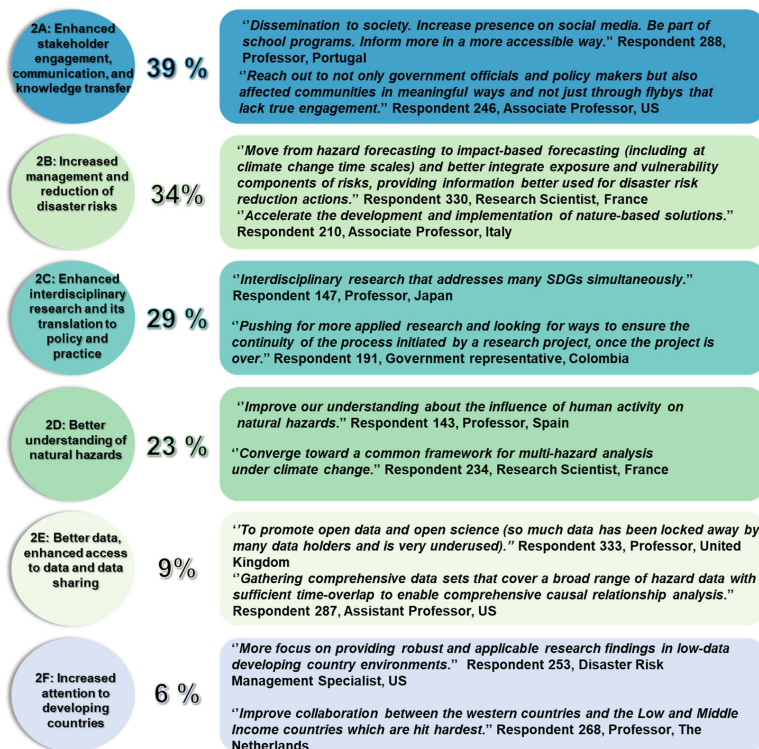 2A: Enhanced
stakeholder
engagement,
communication, and
knowledge transfer
39 %
‘’Dissemination to society. Increase presence on social media. Be part of
school programs. Inform more in a more accessible way.’’ Respondent 288,
Professor, Portugal
‘’Reach out to not only government officials and policy makers but also
affected communities in meaningful ways and not just through flybys that
lack true engagement.’’ Respondent 246, Associate Professor, US
2B: Increased
management and
reduction of
disaster risks
34%
‘’Move from hazard forecasting to impact-based forecasting (including at
climate change time scales) and better integrate exposure and vulnerability
components of risks, providing information better used for disaster risk
reduction actions.’’ Respondent 330, Research Scientist, France
‘’Accelerate the development and implementation of nature-based solutions.’’
Respondent 210, Associate Professor, Italy
2C: Enhanced
interdisciplinary
research and its
translation to
policy and
practice
29 %
‘’Interdisciplinary research that addresses many SDGs simultaneously.’’
Respondent 147, Professor, Japan
‘’Pushing for more applied research and looking for ways to ensure the
continuity of the process initiated by a research project, once the project is
over.’’ Respondent 191, Government representative, Colombia
2D: Better
understanding of
natural hazards
23 %
‘’Improve our understanding about the influence of human activity on
natural hazards.’’ Respondent 143, Professor, Spain
‘’Converge toward a common framework for multi-hazard analysis
under climate change.’’ Respondent 234, Research Scientist, France
2E: Better data,
enhanced access
to data and data
sharing
9%
‘’To promote open data and open science (so much data has been locked away by
many data holders and is very underused).’’ Respondent 333, Professor, United
Kingdom
‘’Gathering comprehensive data sets that cover a broad range of hazard data with
sufficient time-overlap to enable comprehensive causal relationship analysis.’’
Respondent 287, Assistant Professor, US
2F: Increased
attention to
developing
countries
6 %
‘’More focus on providing robust and applicable research findings in low-data
developing country environments.’’ Respondent 253, Disaster Risk
Management Specialist, US
‘’Improve collaboration between the western countries and the Low and Middle
Income countries which are hit hardest.’’ Respondent 268, Professor, The
Netherlands